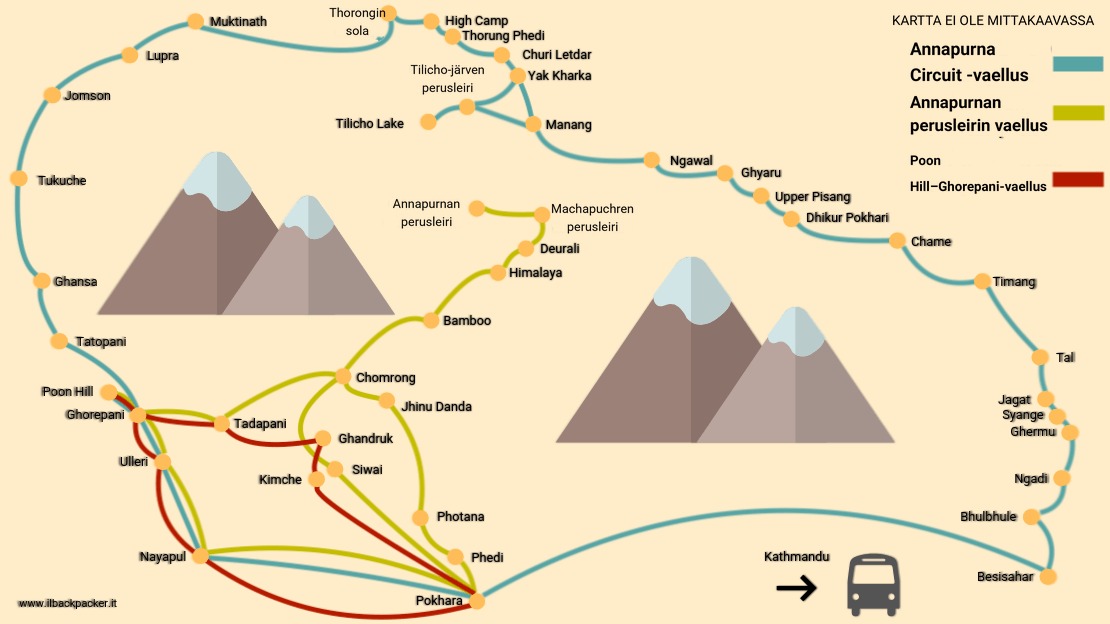 KARTTA EI OLE MITTAKAAVASSA
Annapurna
Circuit -vaellus
Annapurnan
perusleirin vaellus
Poon
Hill–Ghorepani-vaellus
Thorongin
sola
High Camp
Thorung Phedi
Churi Letdar
Yak Kharka
Tilicho-järven
perusleiri
Tilicho Lake
Manang
Muktinath
Lupra
Jomson
Tukuche
Ghansa
Tatopani
Ngawal
Ghyaru
Upper Pisang
Dhikur Pokhari
Chame
Timang
Tal
Jagat
Syange
Ghermu
Ngadi
Bhulbhule
Besisahar
Annapurnan
perusleiri
Machapuchren
perusleiri
Deurali
Himalaya
Bamboo
Chomrong
Jhinu Danda
Poon Hill
Ghorepani
Tadapani
Ghandruk
Ulleri
Siwai
Kimche
Photana
Phedi
Nayapul
Pokhara
Kathmandu
www.ilbackpacker.it